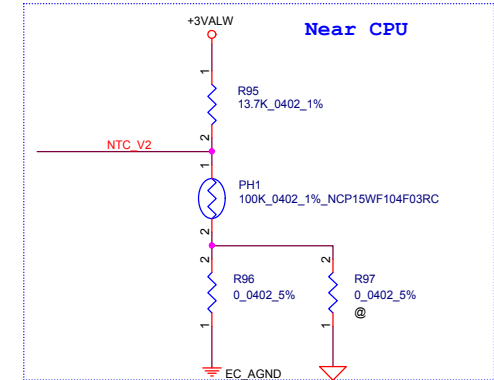 +3VALW
Near CPU
1
R95
13.7K_0402_1%
2
NTC_V2
1
PH1
100K_0402_1%_NCP15WF104F03RC
2
2
2
R96
0_0402_5%
R97
0_0402_5%
@
1
1
EC_AGND